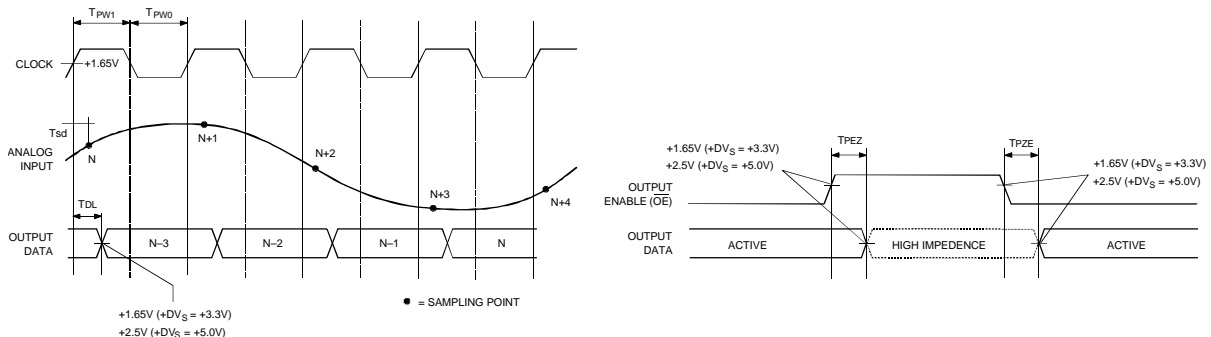 TPW1 TPW0
CLOCK
+1.65V
Tsd
N
N+1
ANALOG
INPUT
N+2
N+3
N+4
TDL
OUTPUT
DATA
N–3
N–2
N–1
N
+1.65V (+DVS = +3.3V)
+2.5V (+DVS = +5.0V)
● = SAMPLING POINT
TPEZ
TPZE
+1.65V (+DVS = +3.3V)
+2.5V (+DVS = +5.0V)
+1.65V (+DVS = +3.3V)
+2.5V (+DVS = +5.0V)
OUTPUT
ENABLE (O̅E̅)
OUTPUT
DATA
ACTIVE
HIGH IMPEDENCE
ACTIVE